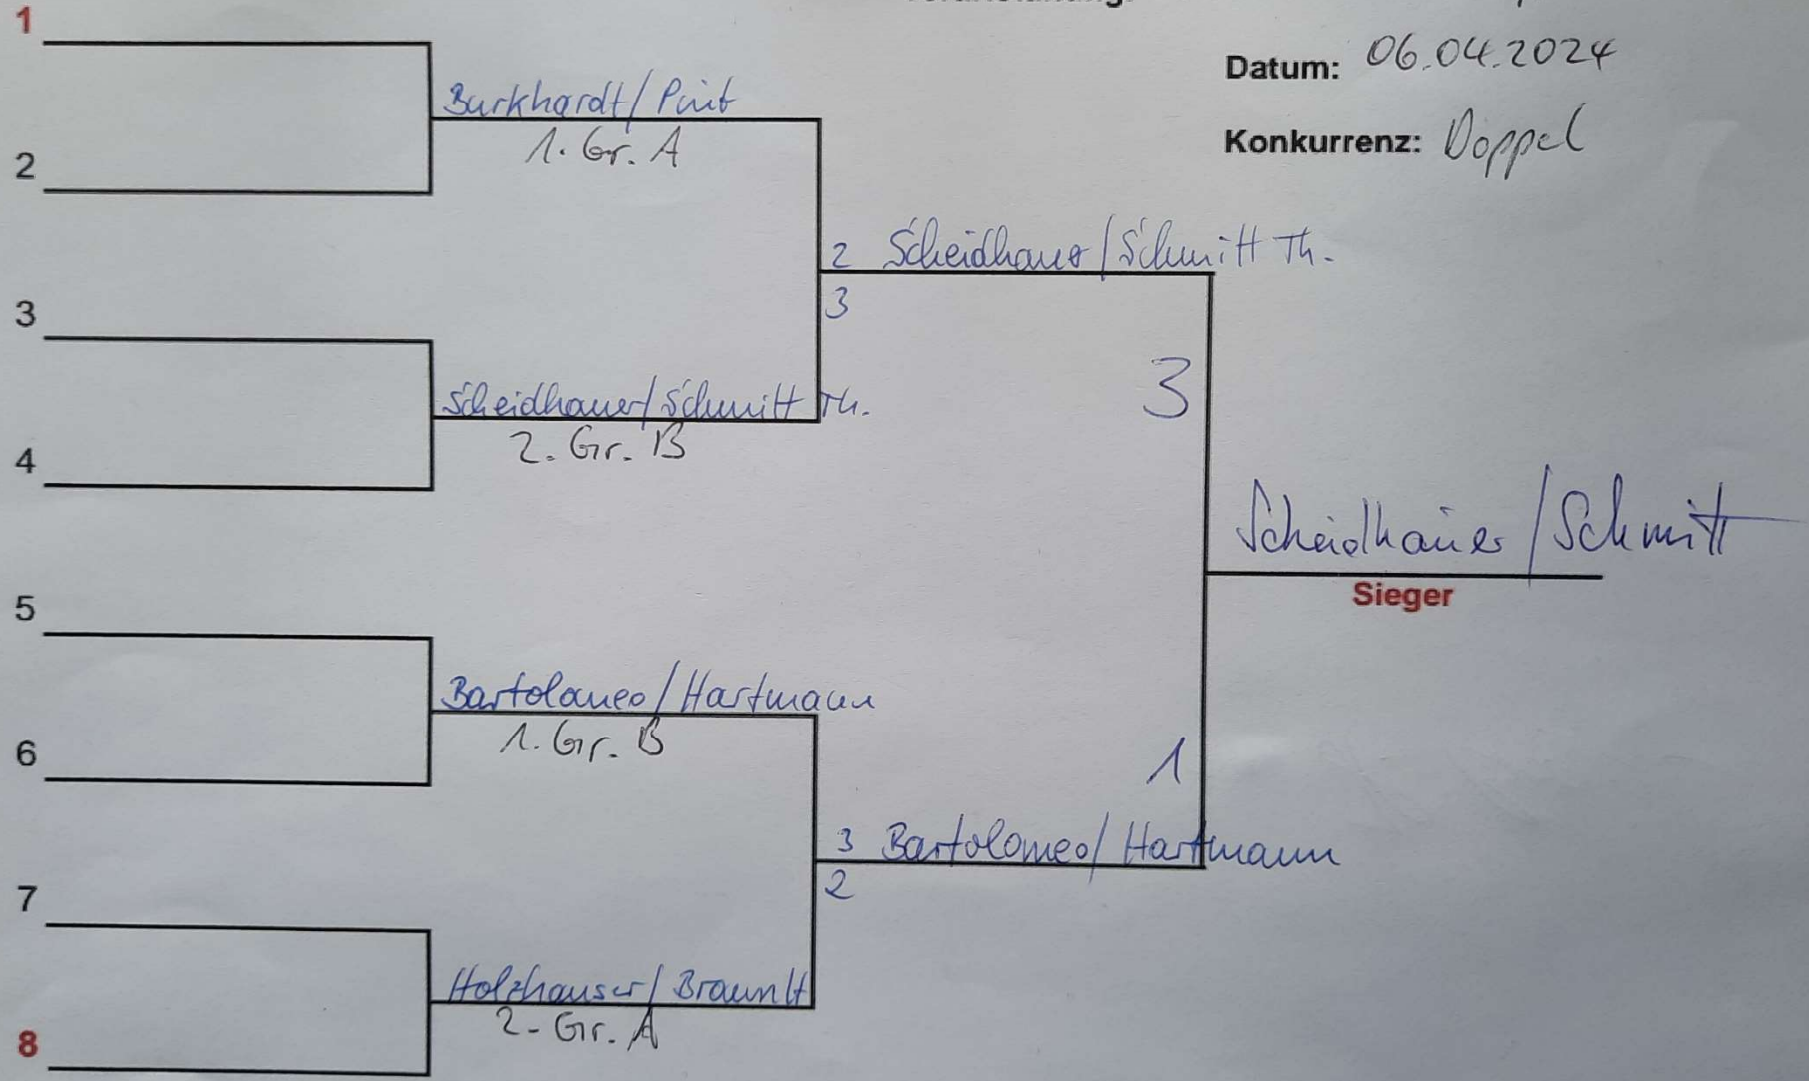 1
Datum: 06.04.2024
Burkhardt/
1. Gr. A
Konkurrenz: Doppel
2
2 Scheidhauer/Schmitt Th.
3
3
3
Scheidhauer/Schmitt Th.
2. Gr. B
4
Scheidhauer/Schmitt
Sieger
5
Bartolomeo/Hartmann
1. Gr. B
6
1
3 Bartolomeo/Hartmann
2
7
Holzhauser/
2. Gr. A
8